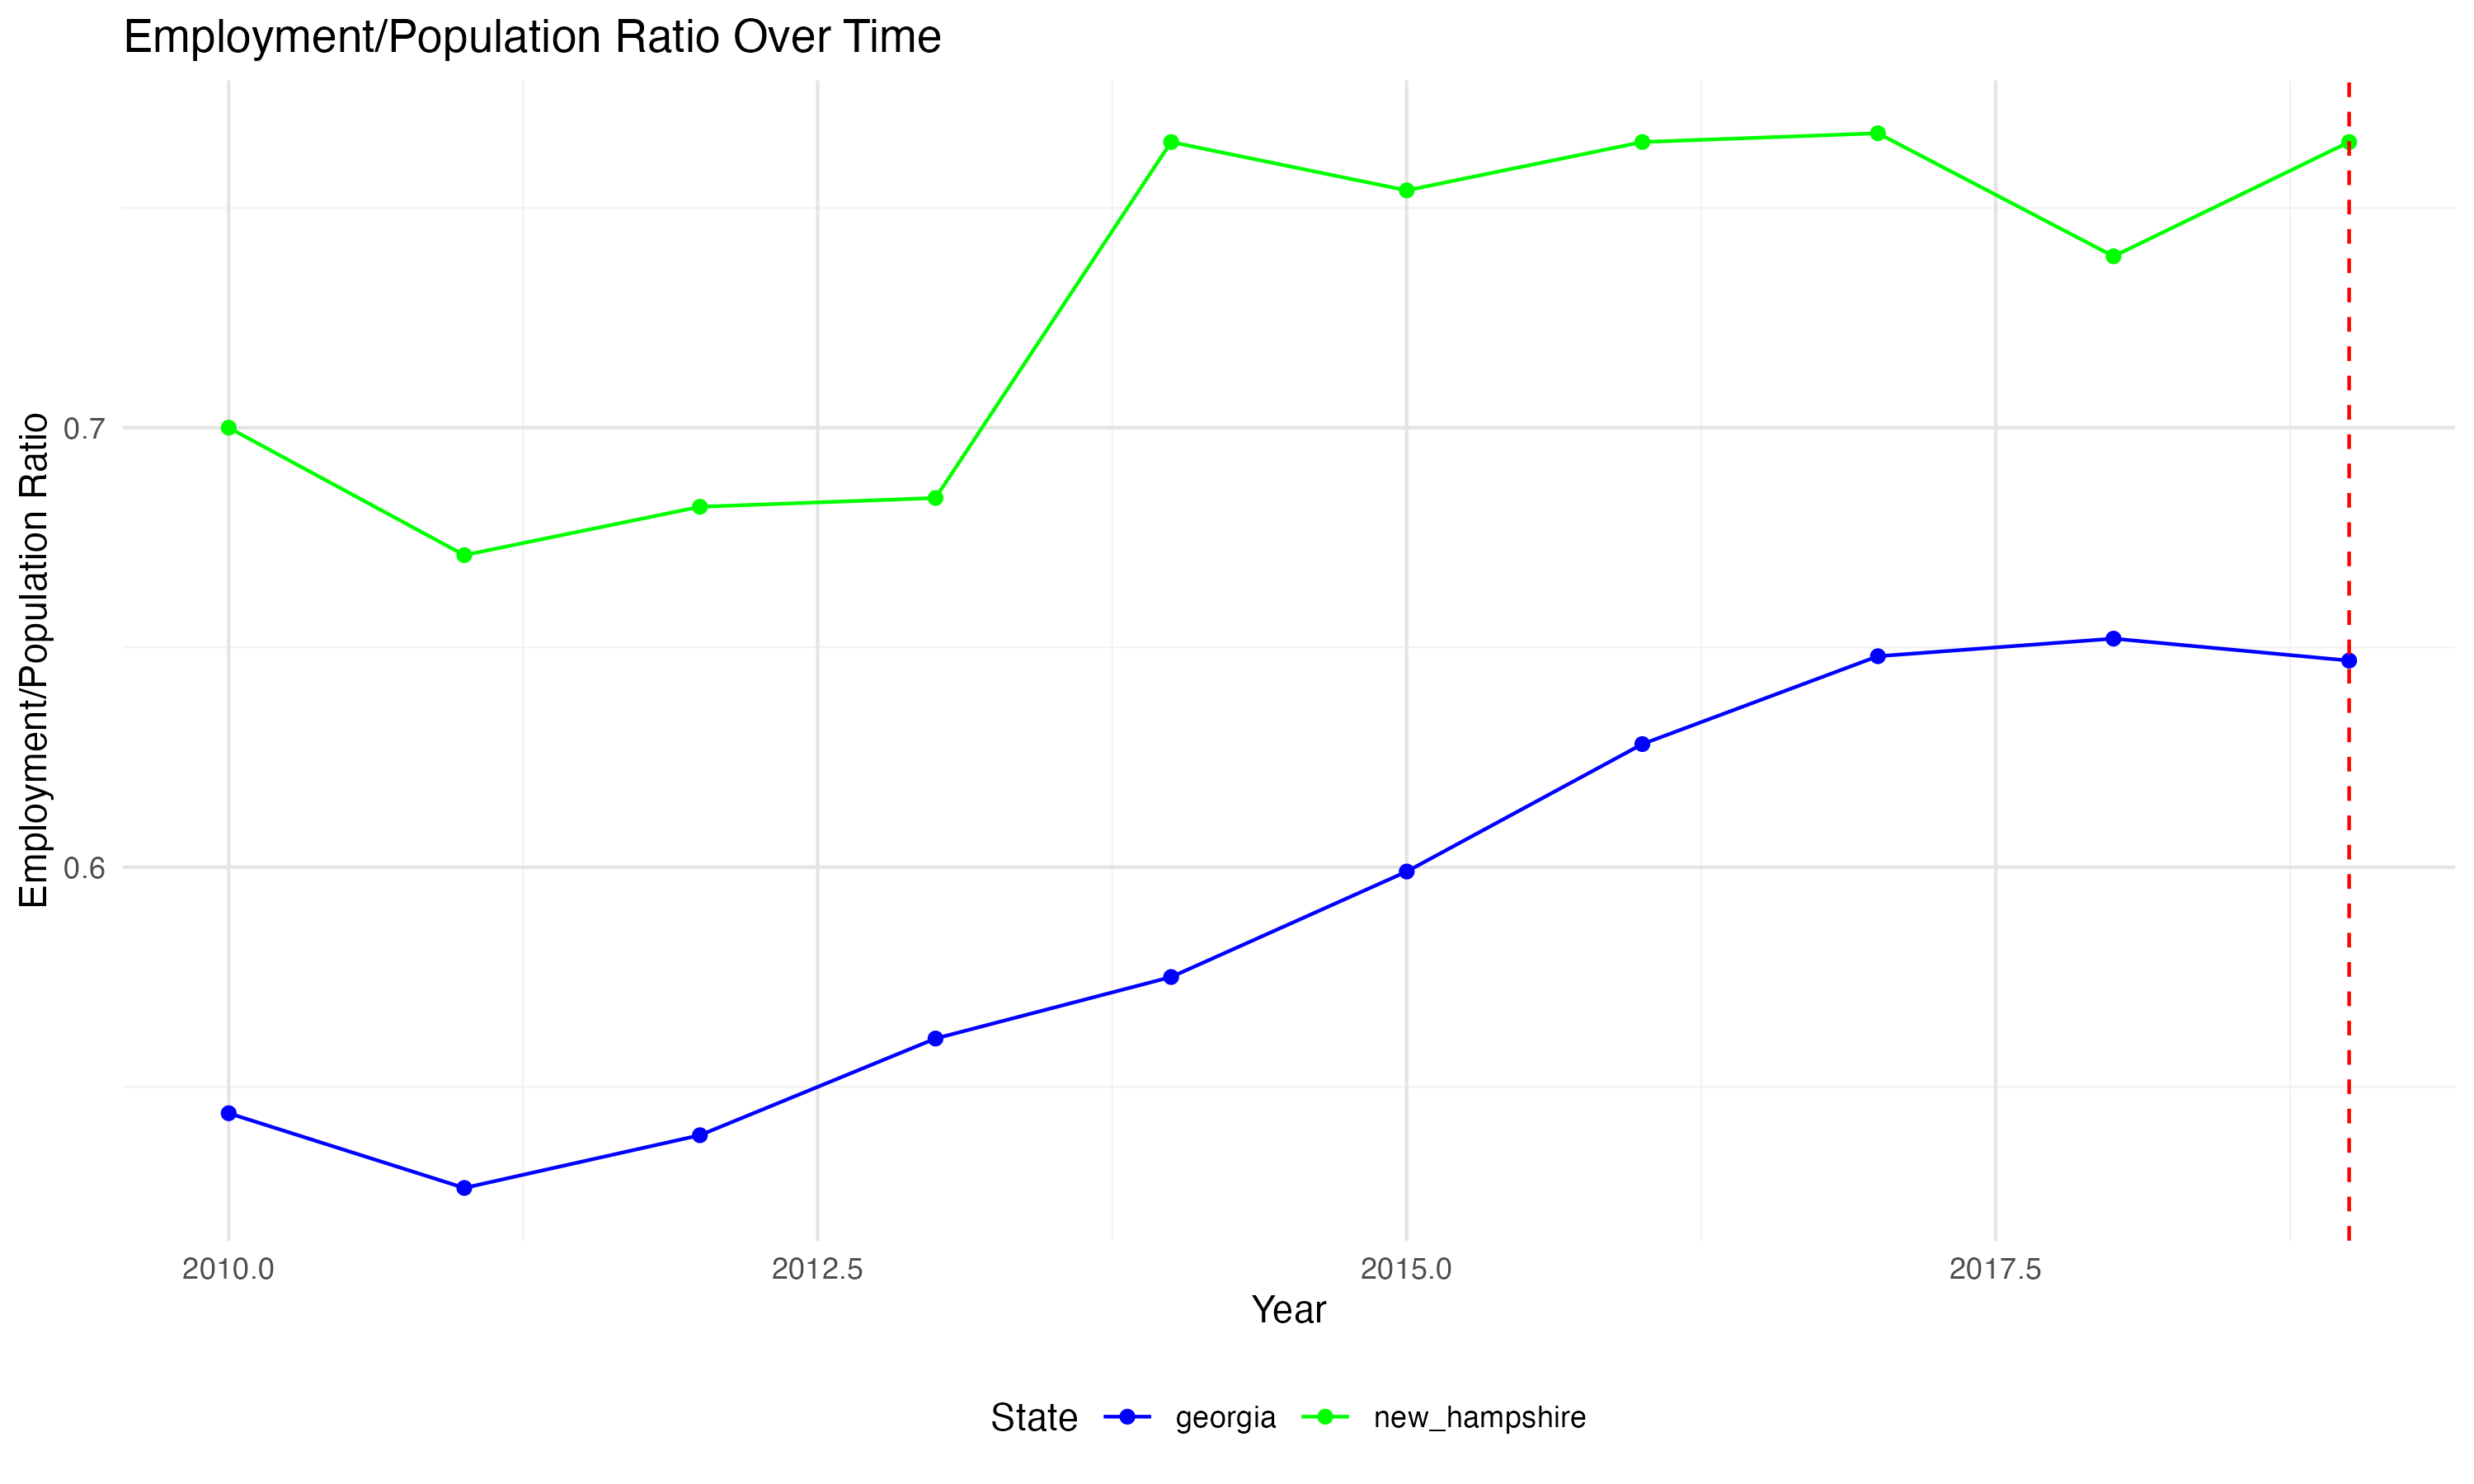 Employment/Population Ratio Over Time
Employment/Population Ratio
0.7
0.6
2010.0 2012.5 2015.0 2017.5
Year
State georgia new_hampshire